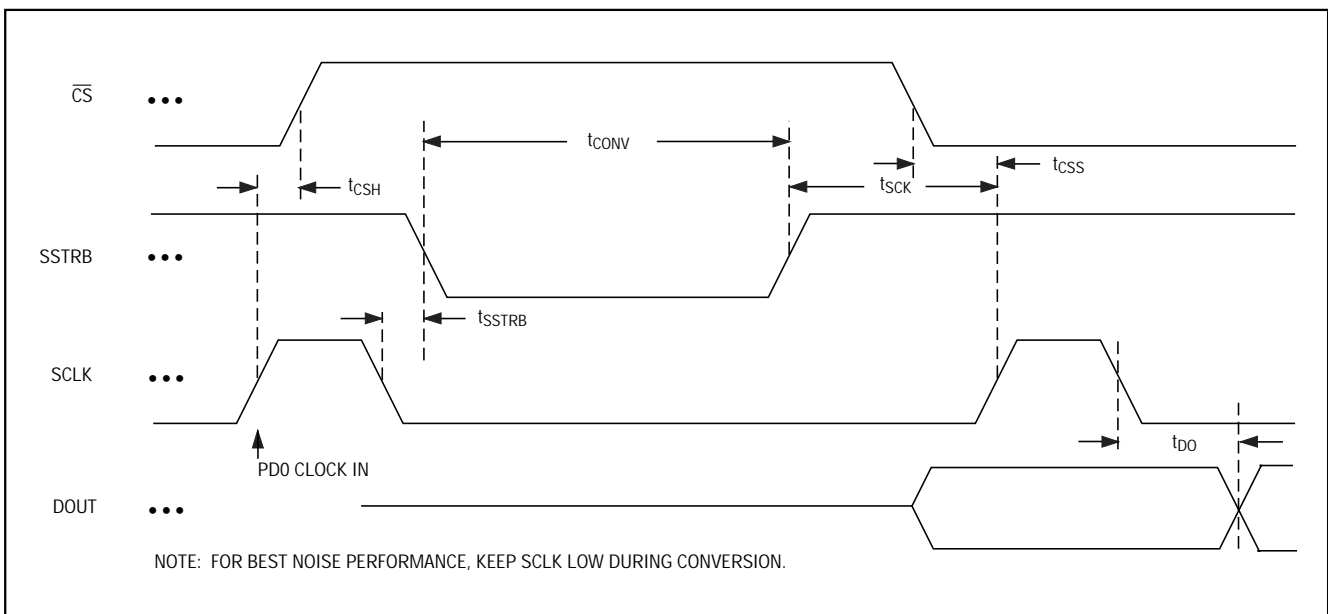 CS
tCONV
tCSS
tCSH
tSCK
SSTRB
tSSTRB
SCLK
PD0 CLOCK IN
tDO
DOUT
NOTE: FOR BEST NOISE PERFORMANCE, KEEP SCLK LOW DURING CONVERSION.